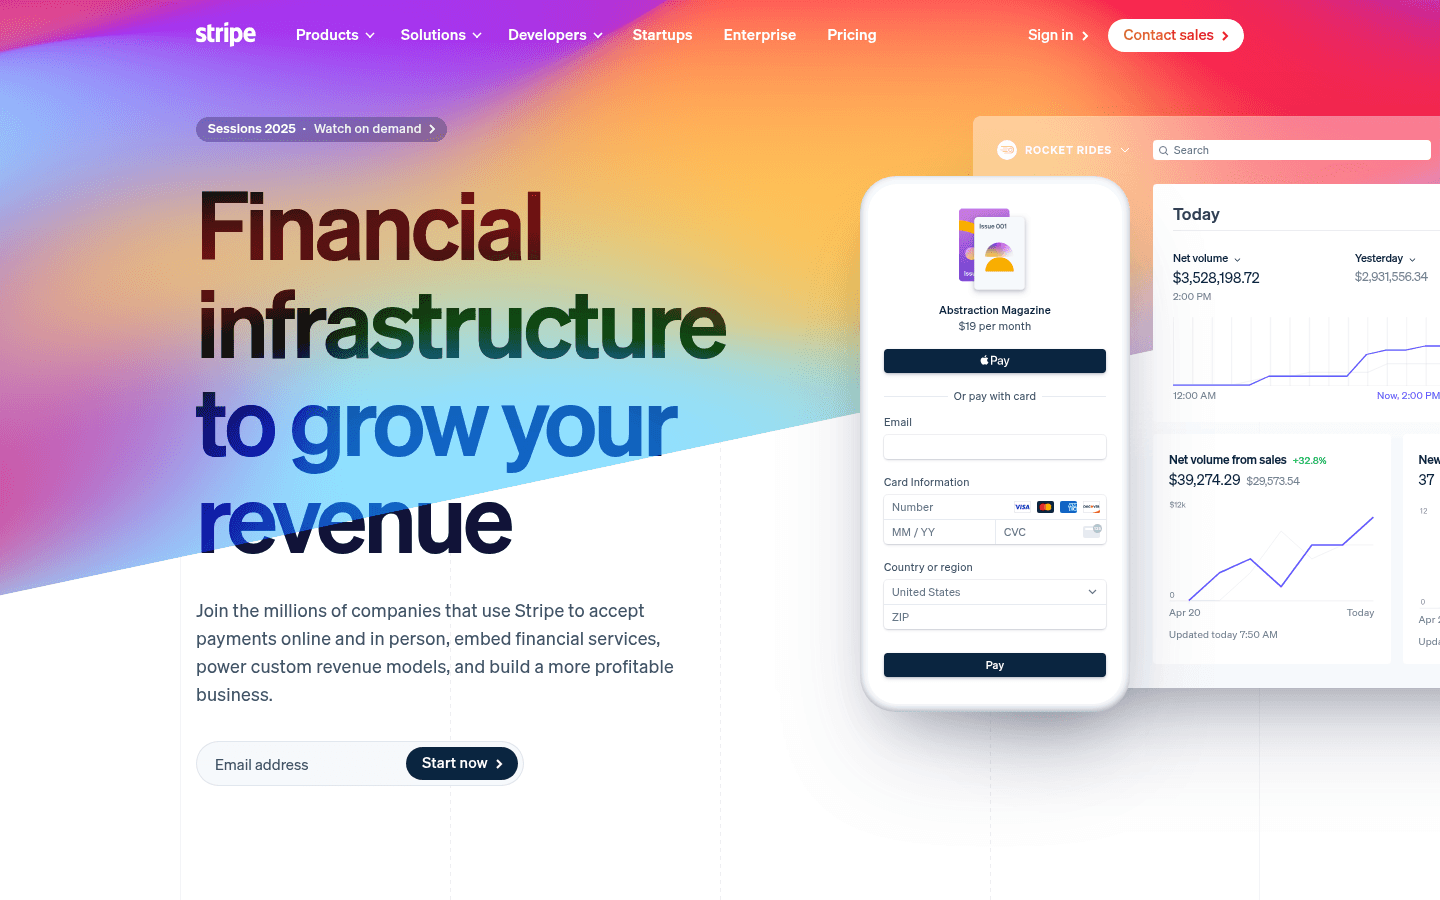 stripe
Products
Solutions
Developers
Startups
Enterprise
Pricing
Sign in
Contact sales
Sessions 2025 · Watch on demand
Financial
infrastructure
to grow your
revenue
Join the millions of companies that use Stripe to accept
payments online and in person, embed financial services,
power custom revenue models, and build a more profitable
business.
Email address
Start now
Issue 001
Abstraction Magazine
$19 per month
Pay
Or pay with card
Email
Card Information
Number
VISA
MM / YY
CVC
Country or region
United States
ZIP
Pay
ROCKET RIDES
Search
Today
Net volume
$3,528,198.72
2:00 PM
Yesterday
$2,931,556.34
12:00 AM
Now, 2:00 PM
Net volume from sales +32.8%
$39,274.29 $29,573.54
$12k
0
Apr 20
Today
Updated today 7:50 AM
New
37
12
0
Apr
Upda